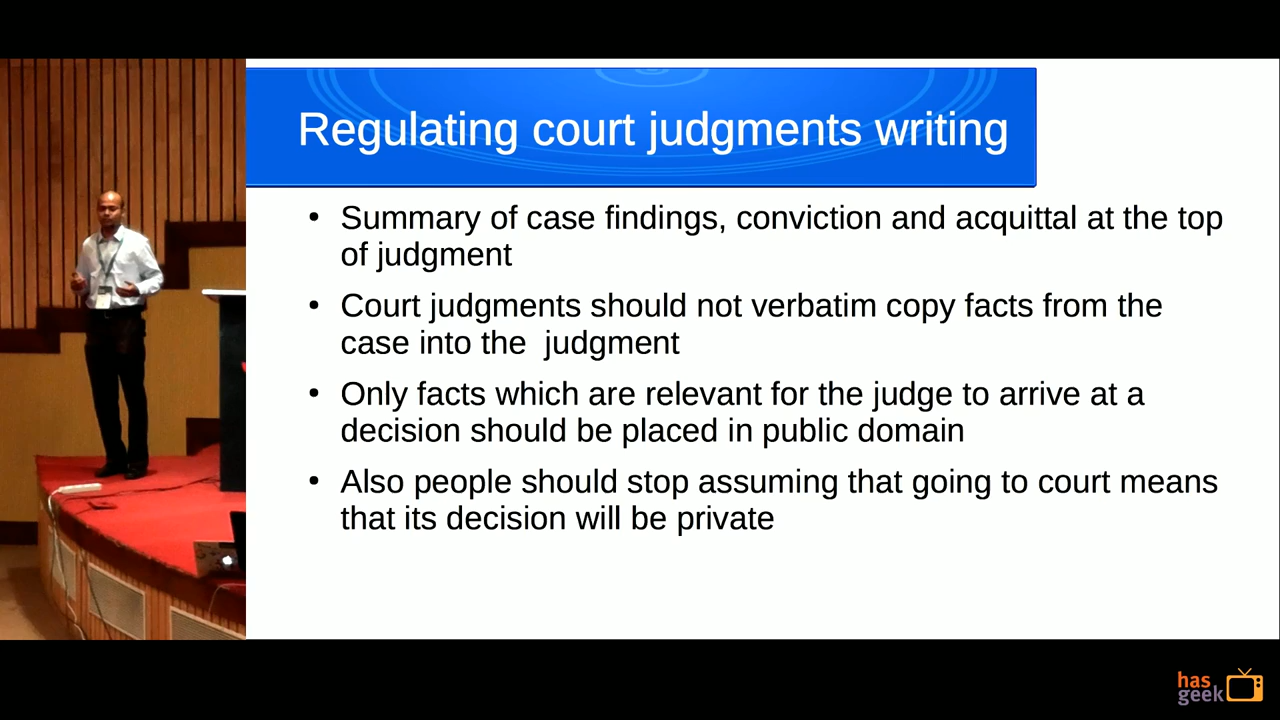 Regulating court judgments writing
• Summary of case findings, conviction and acquittal at the top
of judgment
• Court judgments should not verbatim copy facts from the
case into the  judgment
• Only facts which are relevant for the judge to arrive at a
decision should be placed in public domain
• Also people should stop assuming that going to court means
that its decision will be private
has
geek